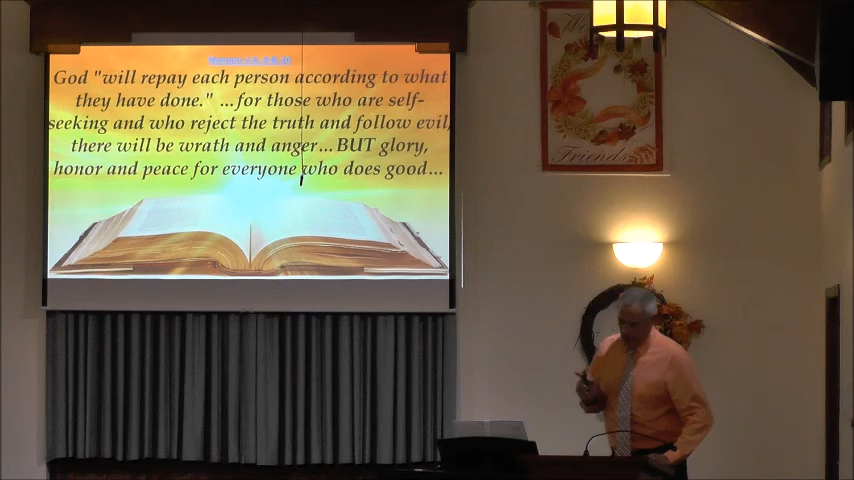 God "will repay each person according to what
they have done." ...for those who are self-
seeking and who reject the truth and follow evil,
there will be wrath and anger...BUT glory,
honor and peace for everyone who does good...
Friends